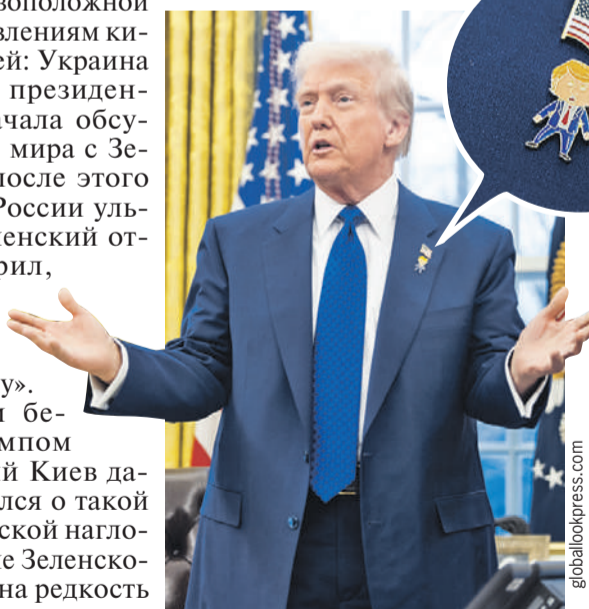 воположной
влениям ки-
ей: Украина
президен-
ачала обсу-
мира с Зе-
после этого
России уль-
ленский от-
рил,
у».
бе-
мпом
й Киев да-
лся о такой
ской нагло-
е Зеленско-
на редкость
globallookpress.com